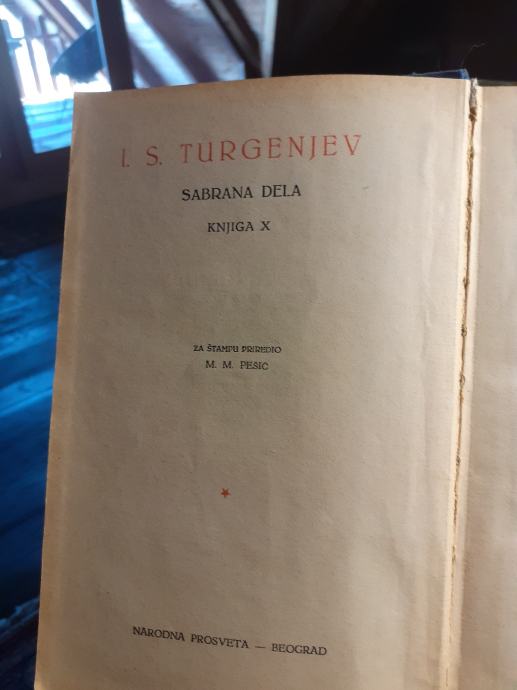 I. S. TURGENJEV
SABRANA DELA
KNJIGA X
ZA ŠTAMPU PRIREDIO
M. M. PEŠIĆ
NARODNA PROSVETA — BEOGRAD